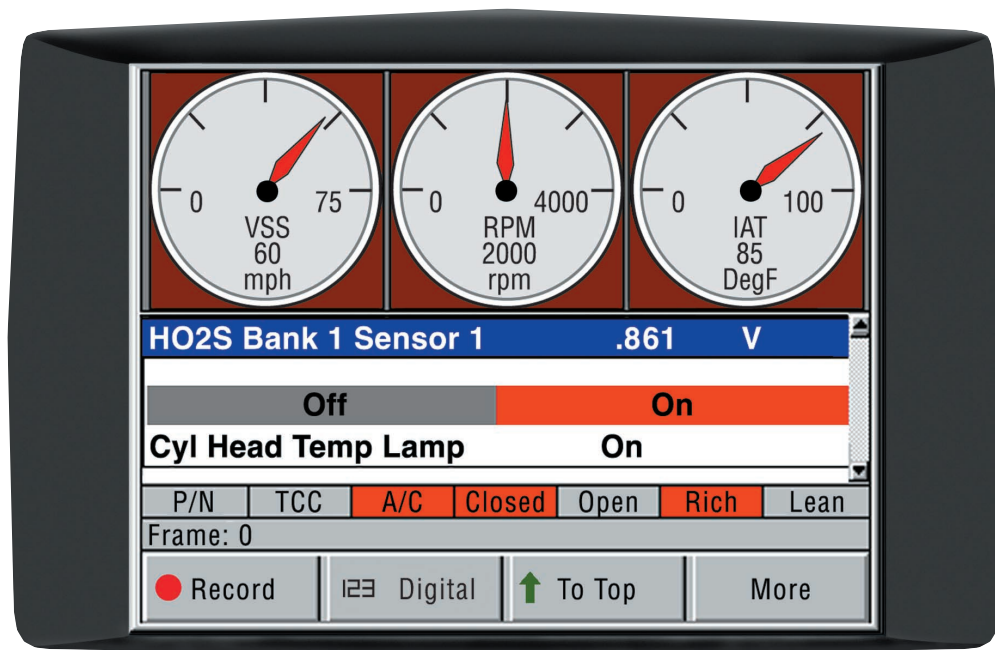 0 75
VSS
60
mph
0 4000
RPM
2000
rpm
0 100
IAT
85
DegF
HO2S Bank 1 Sensor 1 .861 V
Off On
Cyl Head Temp Lamp On
P/N TCC A/C Closed Open Rich Lean
Frame: 0
Record 123 Digital To Top More